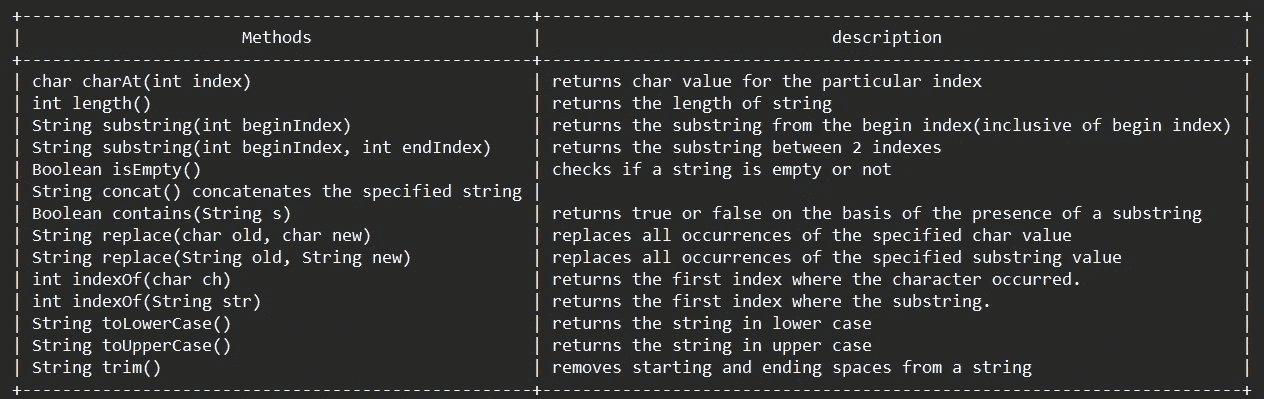 +----------------------------------------------------+----------------------------------------------------------------------+
| Methods | description |
+----------------------------------------------------+----------------------------------------------------------------------+
| char charAt(int index) | returns char value for the particular index |
| int length() | returns the length of string |
| String substring(int beginIndex) | returns the substring from the begin index(inclusive of begin index) |
| String substring(int beginIndex, int endIndex) | returns the substring between 2 indexes |
| Boolean isEmpty() | checks if a string is empty or not |
| String concat() concatenates the specified string | |
| Boolean contains(String s) | returns true or false on the basis of the presence of a substring |
| String replace(char old, char new) | replaces all occurrences of the specified char value |
| String replace(String old, String new) | replaces all occurrences of the specified substring value |
| int indexOf(char ch) | returns the first index where the character occurred. |
| int indexOf(String str) | returns the first index where the substring. |
| String toLowerCase() | returns the string in lower case |
| String toUpperCase() | returns the string in upper case |
| String trim() | removes starting and ending spaces from a string |
+----------------------------------------------------+----------------------------------------------------------------------+